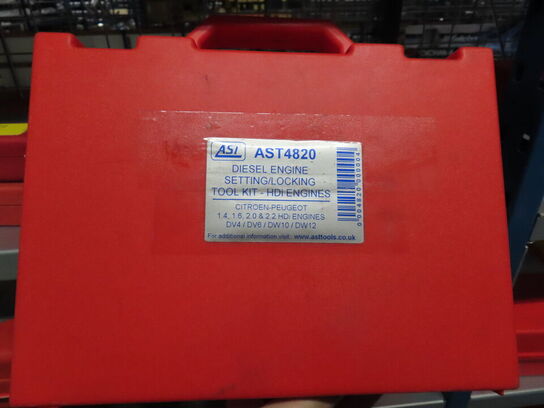 AST AST4820
DIESEL ENGINE
SETTING/LOCKING
TOOL KIT - HDi ENGINES
CITROEN-PEUGEOT
1.4, 1.6, 2.0 & 2.2 HDi ENGINES
DV4 / DV6 / DW10 / DW12
For additional information visit: www.asttools.co.uk